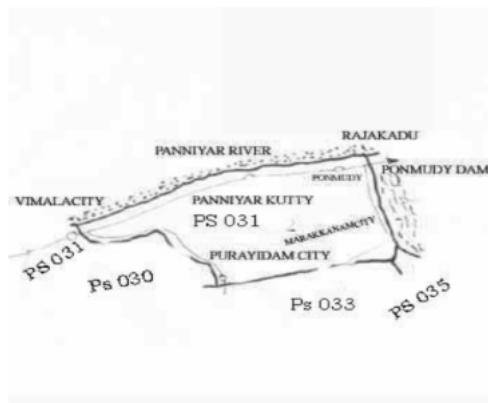 RAJAKADU
PANNIYAR RIVER
PONMUDY DAM
PONMUDY
VIMALACITY
PANNIYAR KUTTY
PS 031
MARAKKANAMCITY
PS 031
PURAYIDAM CITY
Ps 030
Ps 033
PS 035